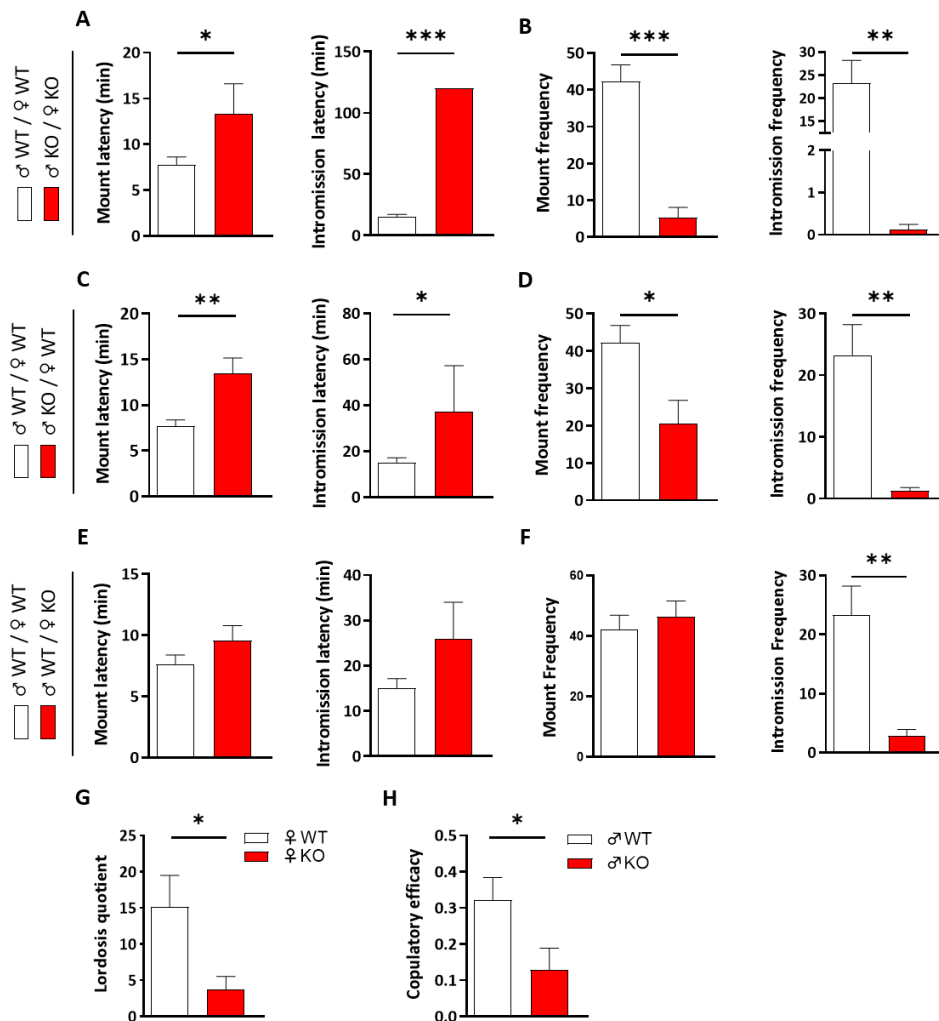 A
♂ WT / ♀ WT
♂ KO / ♀ KO
Mount latency (min)
20
15
10
5
0
*
Intromission latency (min)
150
100
50
0
***
B
Mount frequency
50
40
30
20
10
0
***
Intromission frequency
30
25
20
15
10
2
1
0
**
C
♂ WT / ♀ WT
♂ KO / ♀ WT
Mount latency (min)
20
15
10
5
0
**
Intromission latency (min)
80
60
40
20
0
*
D
Mount frequency
50
40
30
20
10
0
*
Intromission frequency
30
20
10
0
**
E
♂ WT / ♀ WT
♂ WT / ♀ KO
Mount latency (min)
15
10
5
0
Intromission latency (min)
40
30
20
10
0
F
Mount Frequency
60
40
20
0
Intromission Frequency
30
20
10
0
**
G
Lordosis quotient
25
20
15
10
5
0
*
♀ WT
♀ KO
H
Copulatory efficacy
0.5
0.4
0.3
0.2
0.1
0.0
*
♂ WT
♂ KO